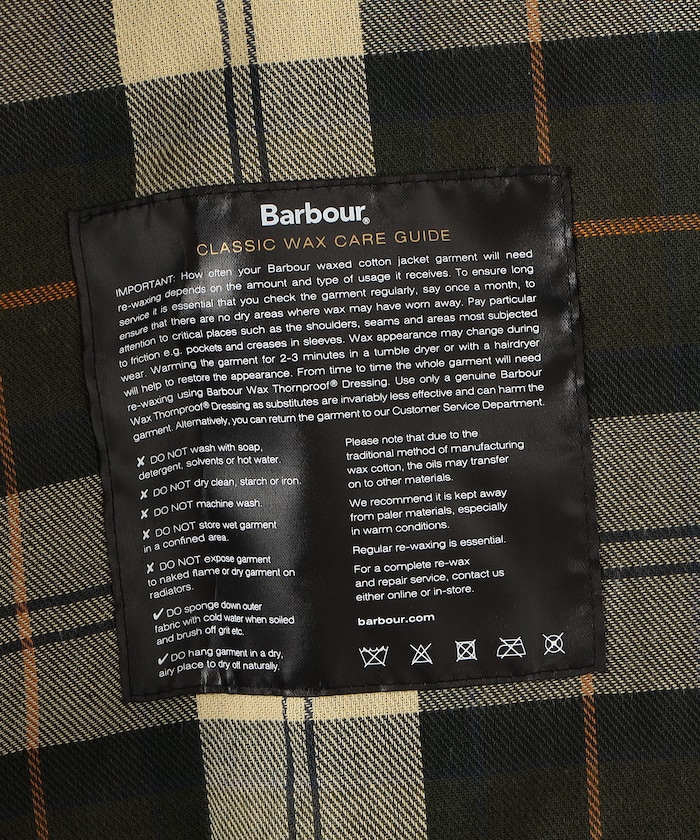 Barbour®
CLASSIC WAX CARE GUIDE
IMPORTANT: How often your Barbour waxed cotton jacket garment will need
re-waxing depends on the amount and type of usage it receives. To ensure long
service it is essential that you check the garment regularly, say once a month, to
ensure that there are no dry areas where wax may have worn away. Pay particular
attention to critical places such as the shoulders, seams and areas most subjected
to friction e.g. pockets and creases in sleeves. Wax appearance may change during
wear. Warming the garment for 2-3 minutes in a tumble dryer or with a hairdryer
will help to restore the appearance. From time to time the whole garment will need
re-waxing using Barbour Wax Thornproof® Dressing. Use only a genuine Barbour
Wax Thornproof® Dressing as substitutes are invariably less effective and can harm the
garment. Alternatively, you can return the garment to our Customer Service Department.
✗ DO NOT wash with soap,
detergent, solvents or hot water.
✗ DO NOT dry clean, starch or iron.
✗ DO NOT machine wash.
✗ DO NOT store wet garment
in a confined area.
✗ DO NOT expose garment
to naked flame or dry garment on
radiators.
✔ DO sponge down outer
fabric with cold water when soiled
and brush off grit etc.
✔ DO hang garment in a dry,
airy place to dry off naturally.
Please note that due to the
traditional method of manufacturing
wax cotton, the oils may transfer
on to other materials.
We recommend it is kept away
from paler materials, especially
in warm conditions.
Regular re-waxing is essential.
For a complete re-wax
and repair service, contact us
either online or in-store.
barbour.com